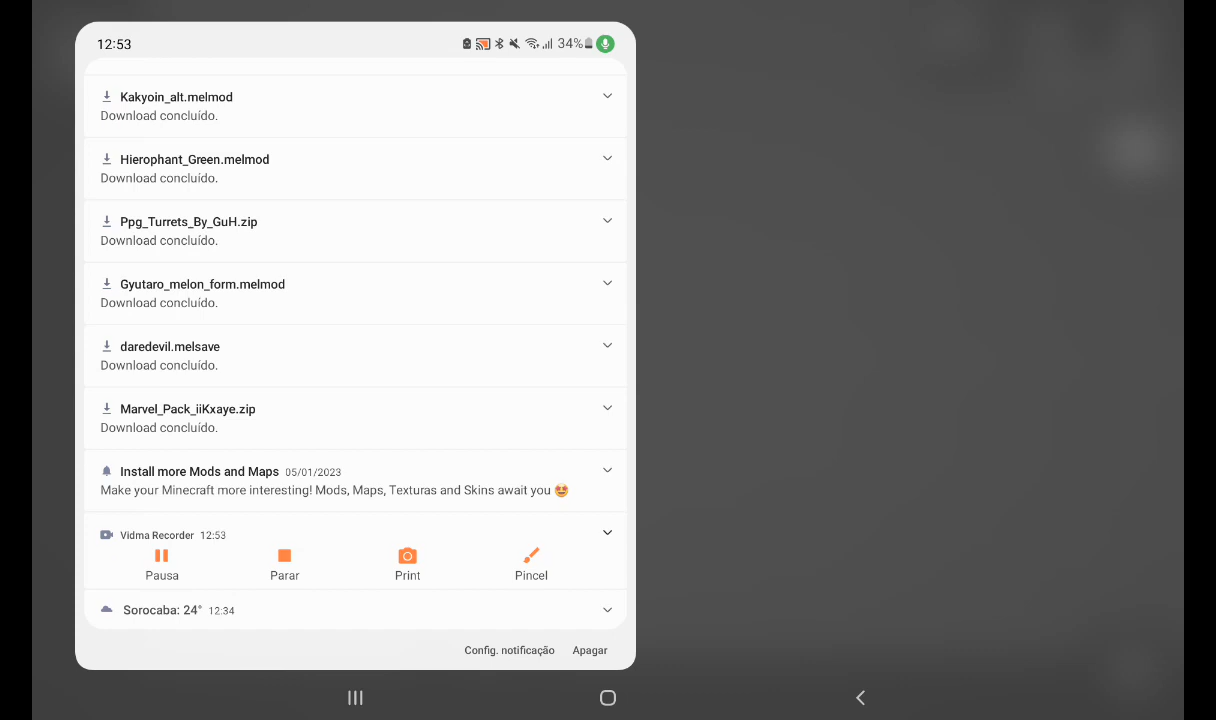 12:53
34%
Kakyoin_alt.melmod
Download concluído.
Hierophant_Green.melmod
Download concluído.
Ppg_Turrets_By_GuH.zip
Download concluído.
Gyutaro_melon_form.melmod
Download concluído.
daredevil.melsave
Download concluído.
Marvel_Pack_iiKxaye.zip
Download concluído.
Install more Mods and Maps 05/01/2023
Make your Minecraft more interesting! Mods, Maps, Texturas and Skins await you 🤩
Vidma Recorder 12:53
Pausa Parar Print Pincel
Sorocaba: 24° 12:34
Config. notificação Apagar